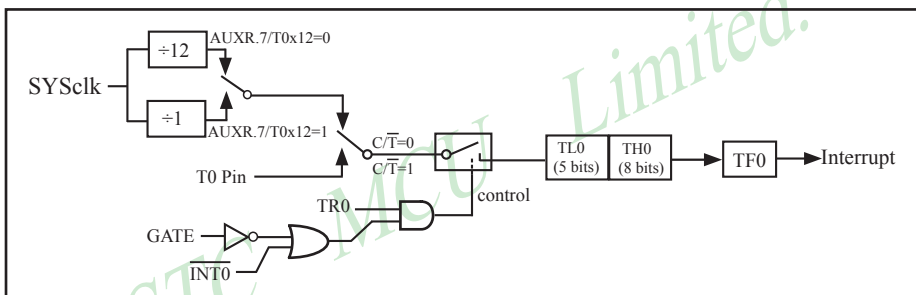 AUXR.7/T0x12=0
÷12
SYSclk
÷1
AUXR.7/T0x12=1
C/T̅=0
C/T̅=1
T0 Pin
TL0
(5 bits)
TH0
(8 bits)
TF0
Interrupt
control
TR0
GATE
I̅N̅T̅0̅
STC MCU Limited.